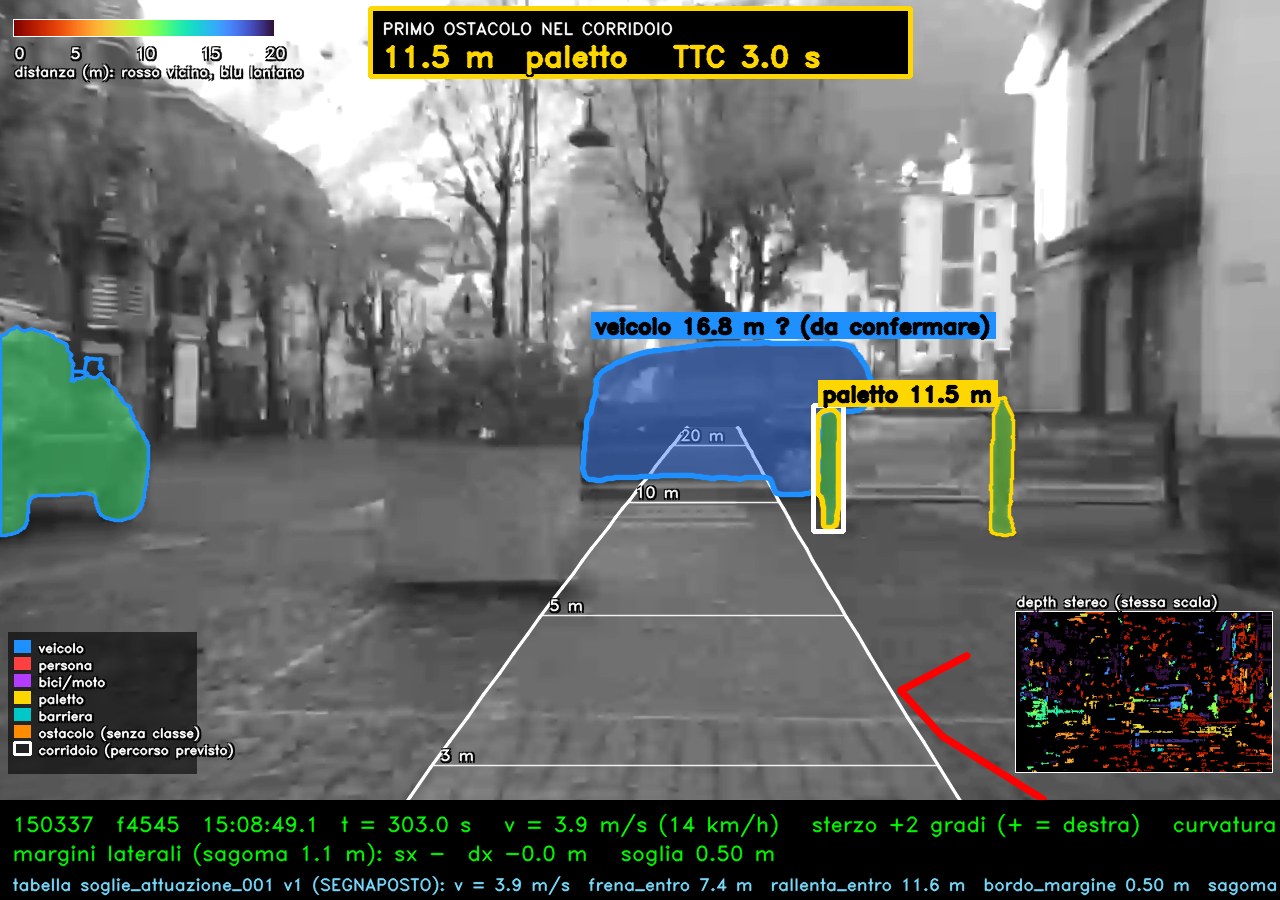 PRIMO OSTACOLO NEL CORRIDOIO
11.5 m paletto TTC 3.0 s
0 5 10 15 20
distanza (m): rosso vicino, blu lontano
veicolo 16.8 m ? (da confermare)
paletto 11.5 m
20 m
10 m
5 m
3 m
depth stereo (stessa scala)
veicolo
persona
bici/moto
paletto
barriera
ostacolo (senza classe)
corridoio (percorso previsto)
150337 f4545 15:08:49.1 t = 303.0 s v = 3.9 m/s (14 km/h) sterzo +2 gradi (+ = destra) curvatura
margini laterali (sagoma 1.1 m): sx - dx -0.0 m soglia 0.50 m
tabella soglie_attuazione_001 v1 (SEGNAPOSTO): v = 3.9 m/s frena_entro 7.4 m rallenta_entro 11.6 m bordo_margine 0.50 m sagoma